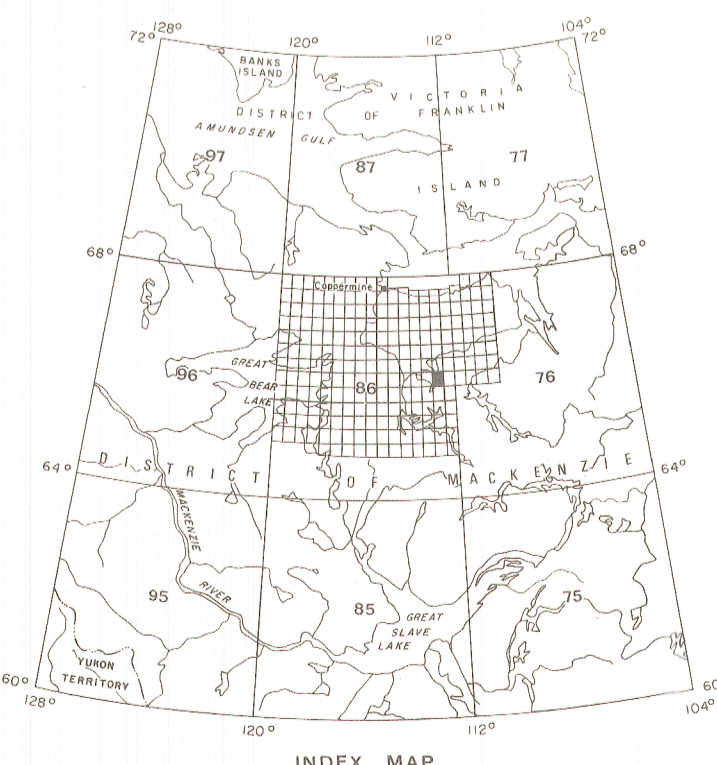 128° 120° 112° 104°
72° 72°
BANKS
ISLAND
VICTORIA
DISTRICT OF FRANKLIN
AMUNDSEN GULF
97 87 77
ISLAND
68° 68°
Coppermine
GREAT
BEAR
LAKE
96 86 76
64° 64°
DISTRICT OF MACKENZIE
MACKENZIE
RIVER
95 85 75
GREAT
SLAVE
LAKE
YUKON
TERRITORY
60° 60
128° 120° 112° 104°
INDEX MAP